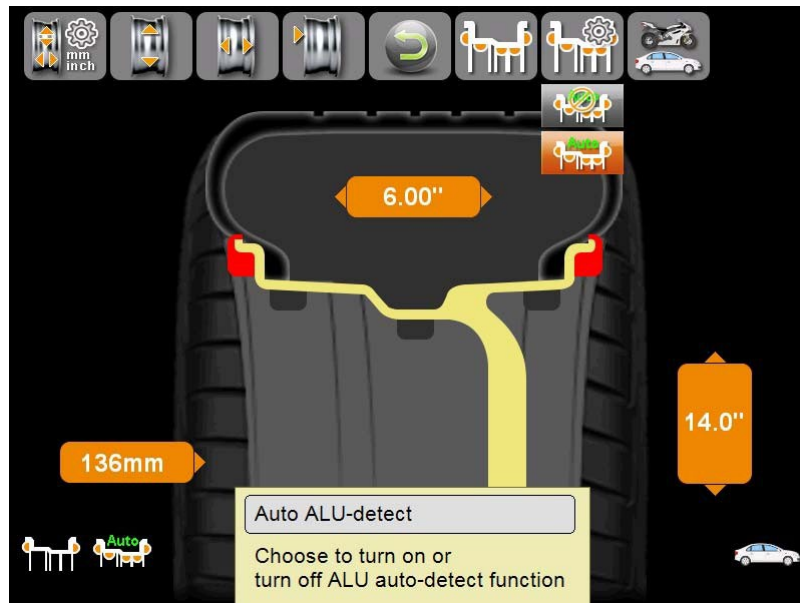 mm
inch
Auto
6.00"
14.0"
136mm
Auto ALU-detect
Auto
Choose to turn on or
turn off ALU auto-detect function